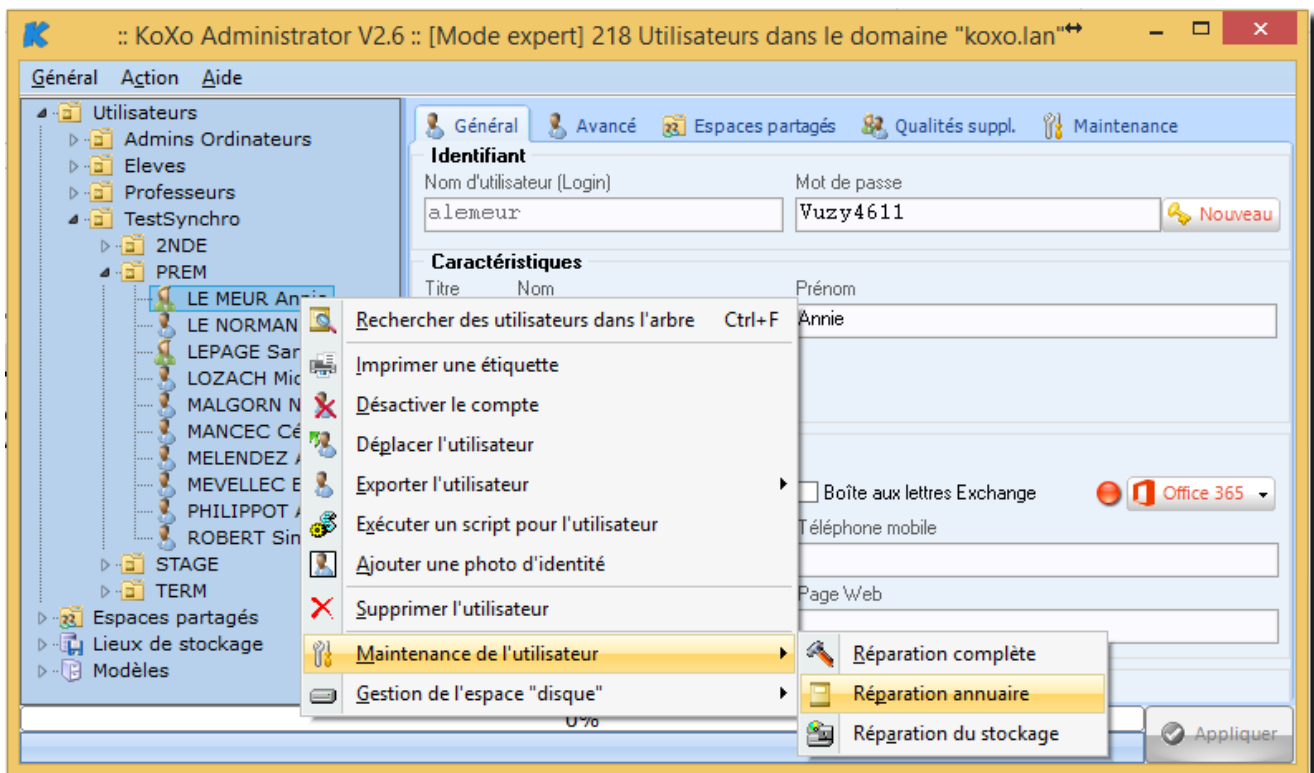 :: KoXo Administrator V2.6 :: [Mode expert] 218 Utilisateurs dans le domaine "koxo.lan"
Général Action Aide
Utilisateurs
Admins Ordinateurs
Eleves
Professeurs
TestSynchro
2NDE
PREM
LE MEUR Annie
LE NORMAN
LEPAGE Sar
LOZACH Mic
MALGORN N
MANCEC Cé
MELENDEZ
MEVELLEC E
PHILIPPOT
ROBERT Sin
STAGE
TERM
Espaces partagés
Lieux de stockage
Modèles
Général Avancé Espaces partagés Qualités suppl. Maintenance
Identifiant
Nom d'utilisateur (Login) Mot de passe
alemeur Vuzy4611 Nouveau
Caractéristiques
Titre Nom Prénom
Annie
Boîte aux lettres Exchange Office 365
Téléphone mobile
Page Web
Rechercher des utilisateurs dans l'arbre Ctrl+F
Imprimer une étiquette
Désactiver le compte
Déplacer l'utilisateur
Exporter l'utilisateur
Exécuter un script pour l'utilisateur
Ajouter une photo d'identité
Supprimer l'utilisateur
Maintenance de l'utilisateur
Gestion de l'espace "disque"
Réparation complète
Réparation annuaire
Réparation du stockage
0%
Appliquer